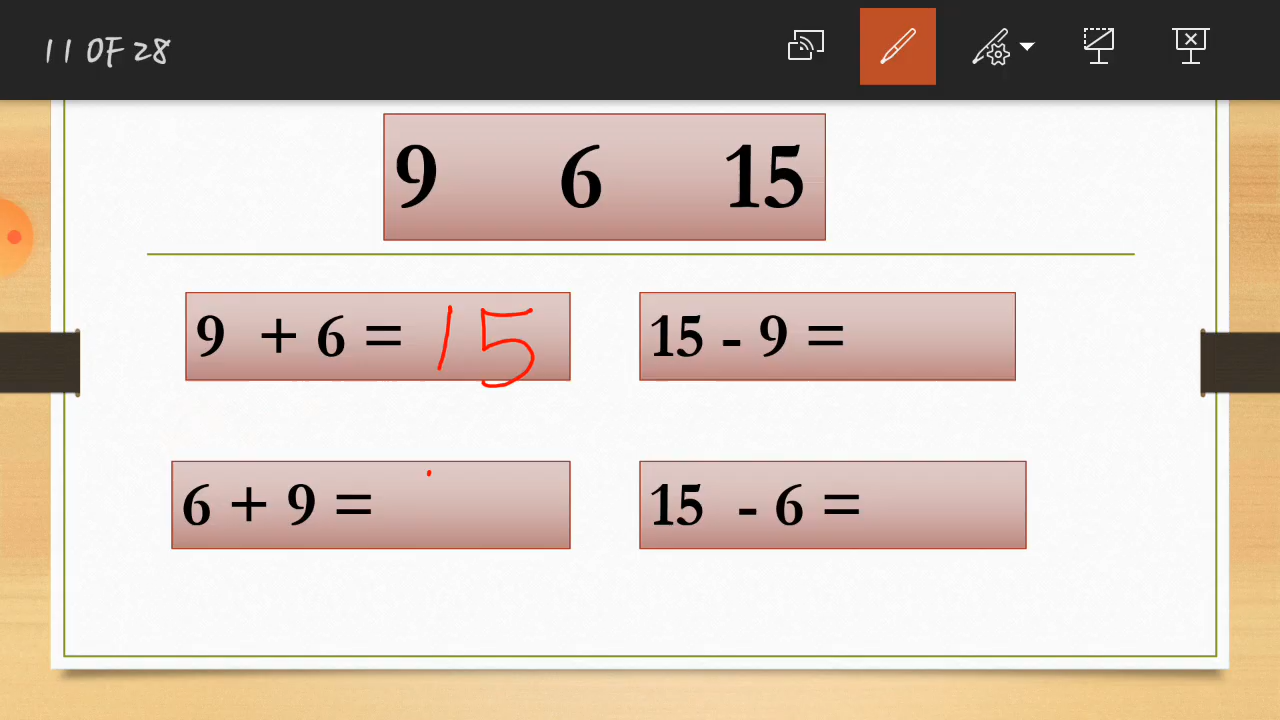 11 OF 28
9 6 15
9 + 6 = 15
15 - 9 =
6 + 9 =
15 - 6 =